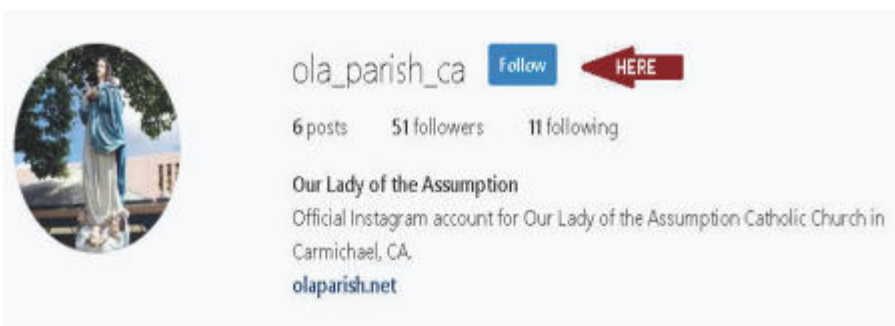 ola_parish_ca Follow HERE
6 posts 51 followers 11 following
Our Lady of the Assumption
Official Instagram account for Our Lady of the Assumption Catholic Church in
Carmichael, CA.
olaparish.net